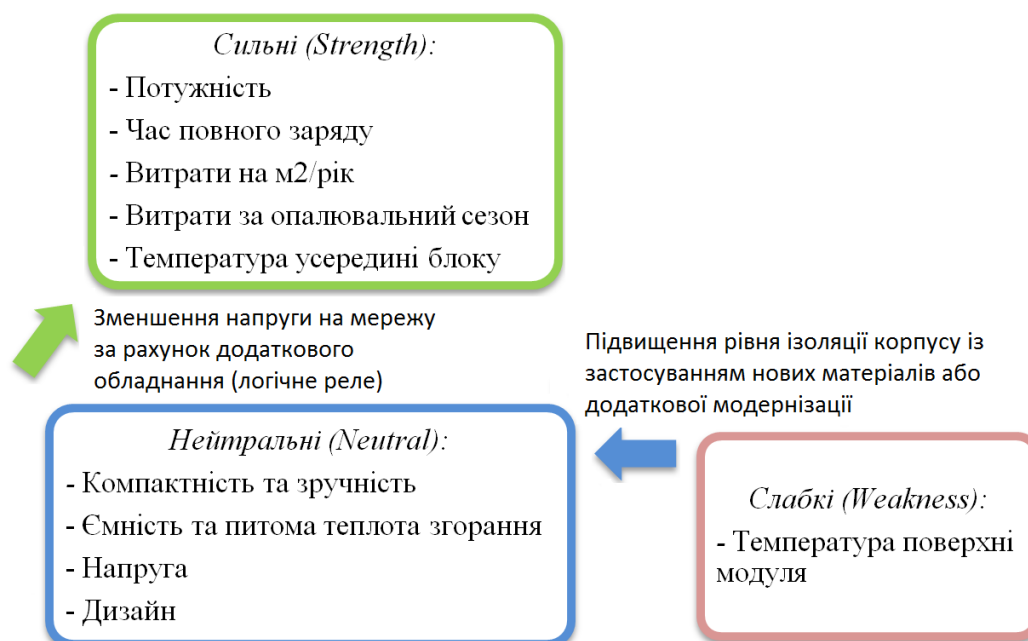 Сильні (Strength):
- Потужність
- Час повного заряду
- Витрати на м2/рік
- Витрати за опалювальний сезон
- Температура усередині блоку
Зменшення напруги на мережу
за рахунок додаткового
обладнання (логічне реле)
Підвищення рівня ізоляції корпусу із
застосуванням нових матеріалів або
додаткової модернізації
Нейтральні (Neutral):
- Компактність та зручність
- Ємність та питома теплота згорання
- Напруга
- Дизайн
Слабкі (Weakness):
- Температура поверхні
модуля